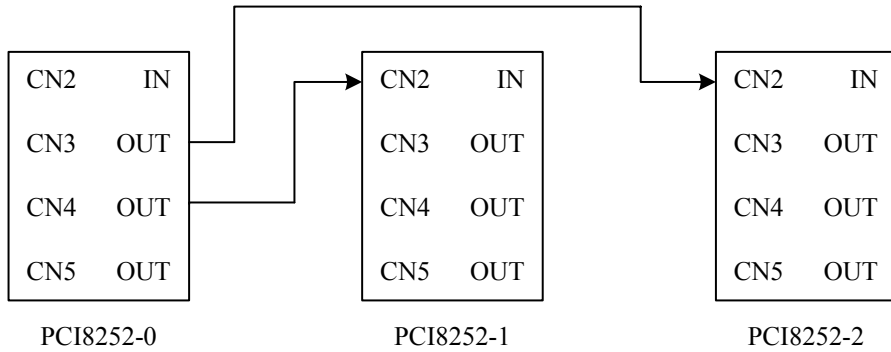 CN2 IN
CN3 OUT
CN4 OUT
CN5 OUT
PCI8252-0
CN2 IN
CN3 OUT
CN4 OUT
CN5 OUT
PCI8252-1
CN2 IN
CN3 OUT
CN4 OUT
CN5 OUT
PCI8252-2